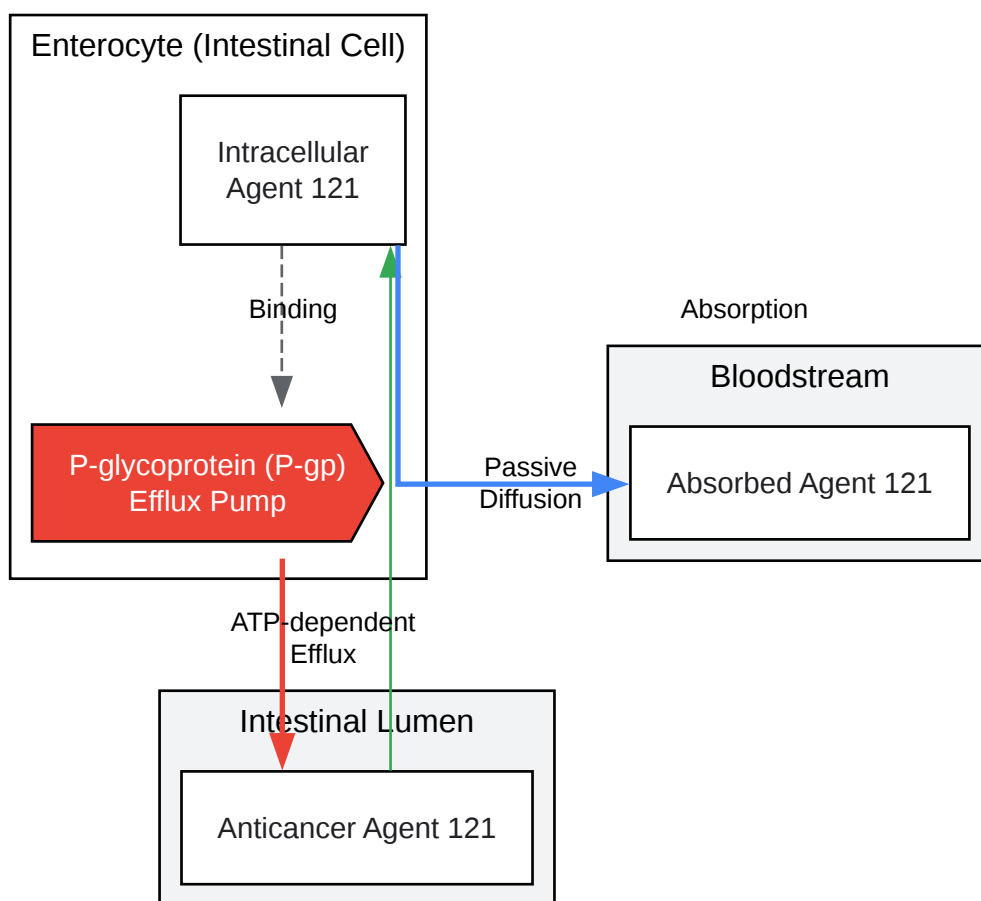 Enterocyte (Intestinal Cell)
Intracellular
Agent 121
Binding
Absorption
Bloodstream
P-glycoprotein (P-gp)
Efflux Pump
Passive
Diffusion
Absorbed Agent 121
ATP-dependent
Efflux
Intestinal Lumen
Anticancer Agent 121